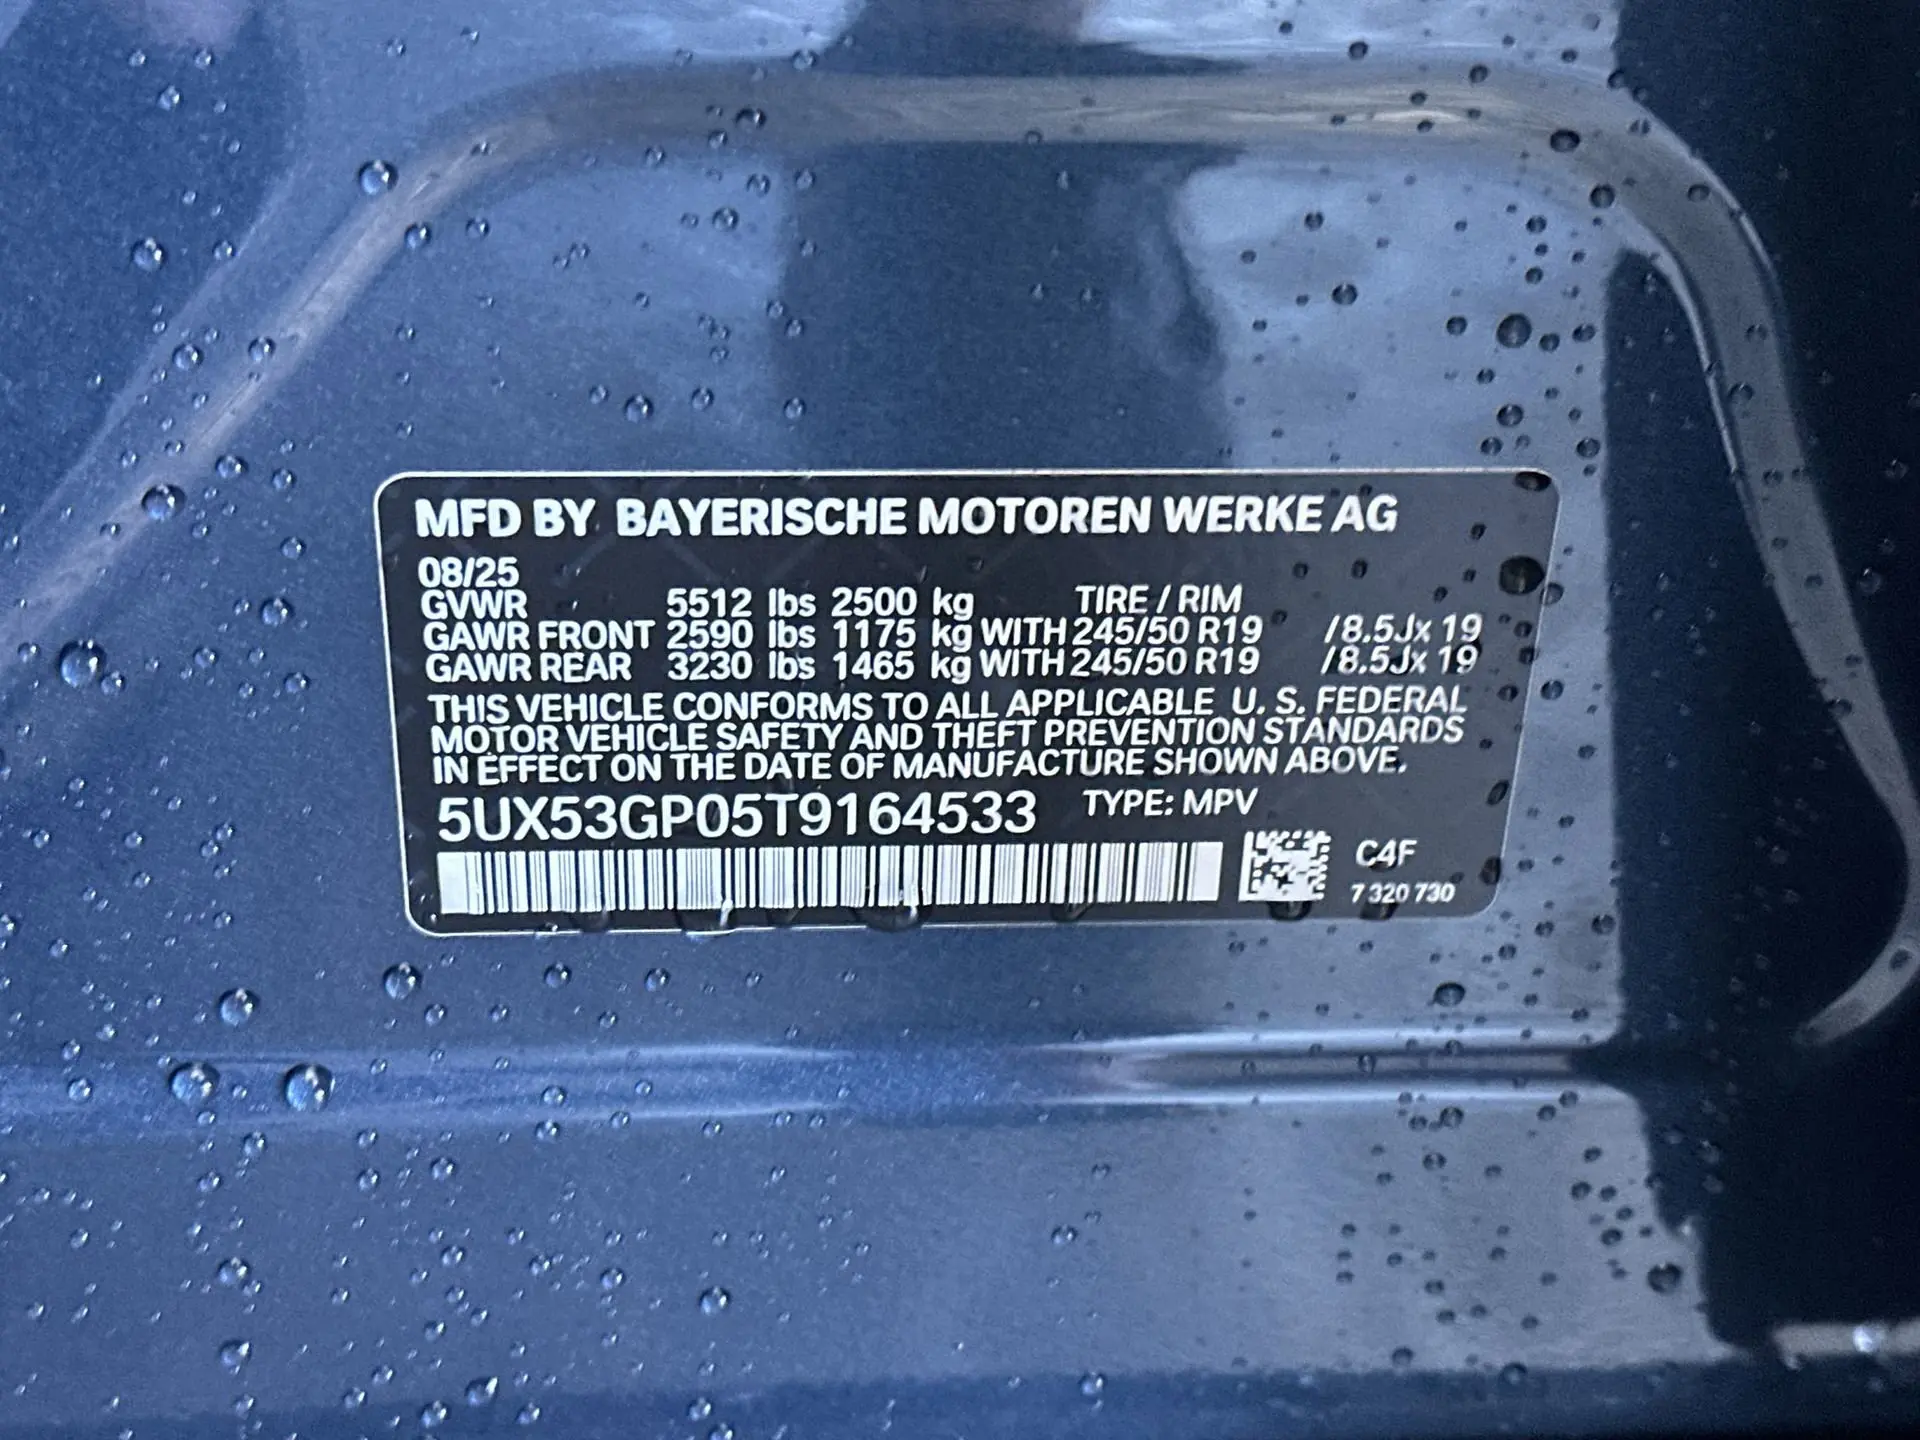 MFD BY BAYERISCHE MOTOREN WERKE AG
08/25
GVWR 5512 lbs 2500 kg TIRE / RIM
GAWR FRONT 2590 lbs 1175 kg WITH 245/50 R19 /8.5Jx 19
GAWR REAR 3230 lbs 1465 kg WITH 245/50 R19 /8.5Jx 19
THIS VEHICLE CONFORMS TO ALL APPLICABLE U. S. FEDERAL
MOTOR VEHICLE SAFETY AND THEFT PREVENTION STANDARDS
IN EFFECT ON THE DATE OF MANUFACTURE SHOWN ABOVE.
5UX53GP05T9164533 TYPE: MPV
C4F
7 320 730